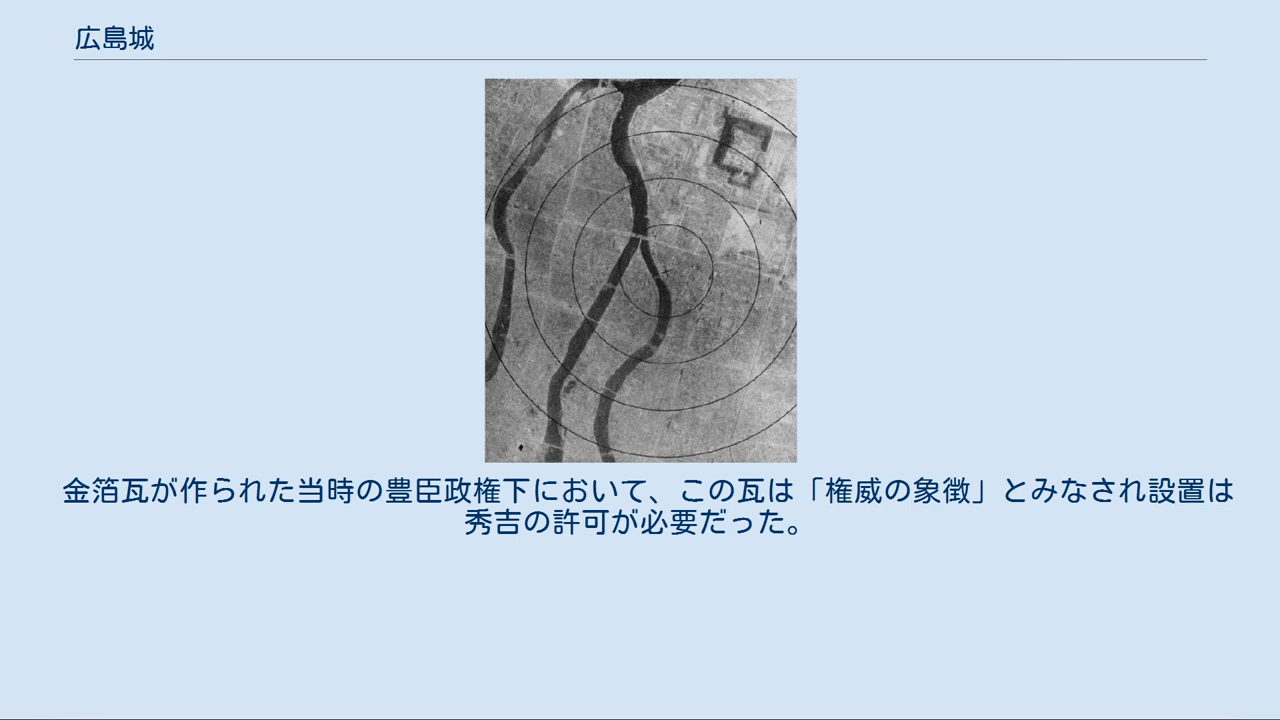 広島城
金箔瓦が作られた当時の豊臣政権下において、この瓦は「権威の象徴」とみなされ設置は
秀吉の許可が必要だった。